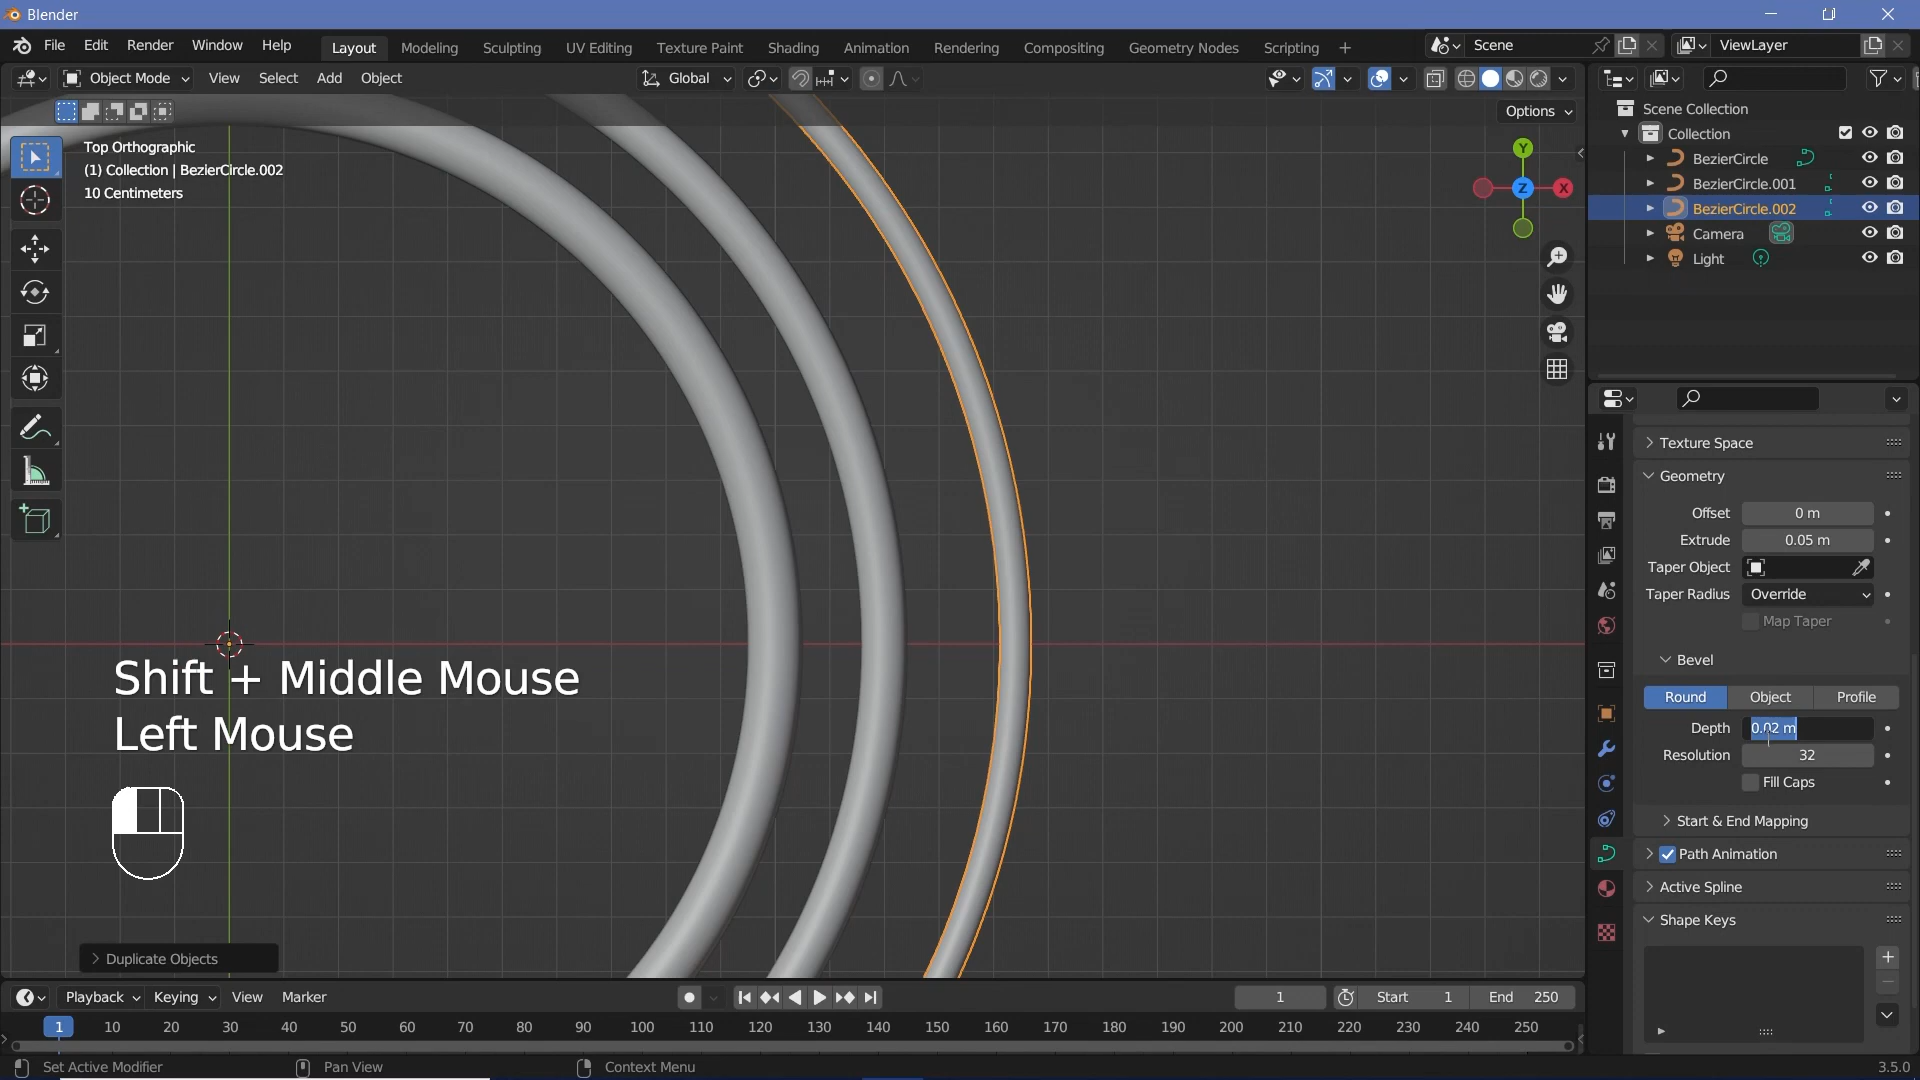 Blender
File Edit Render Window Help
Layout Modeling Sculpting UV Editing Texture Paint Shading Animation Rendering Compositing Geometry Nodes Scripting +
Scene
ViewLayer
Object Mode View Select Add Object
Global
Options
Top Orthographic
(1) Collection | BezierCircle.002
10 Centimeters
Y
X
Z
Scene Collection
Collection
BezierCircle
BezierCircle.001
BezierCircle.002
Camera
Light
Texture Space
Geometry
Offset 0 m
Extrude 0.05 m
Taper Object
Taper Radius Override
Map Taper
Bevel
Round Object Profile
Depth 0.02 m
Resolution 32
Fill Caps
Start & End Mapping
Path Animation
Active Spline
Shape Keys
Shift + Middle Mouse
Left Mouse
Duplicate Objects
Playback Keying View Marker
1
Start 1
End 250
1 10 20 30 40 50 60 70 80 90 100 110 120 130 140 150 160 170 180 190 200 210 220 230 240 250
Set Active Modifier
Pan View
Context Menu
3.5.0